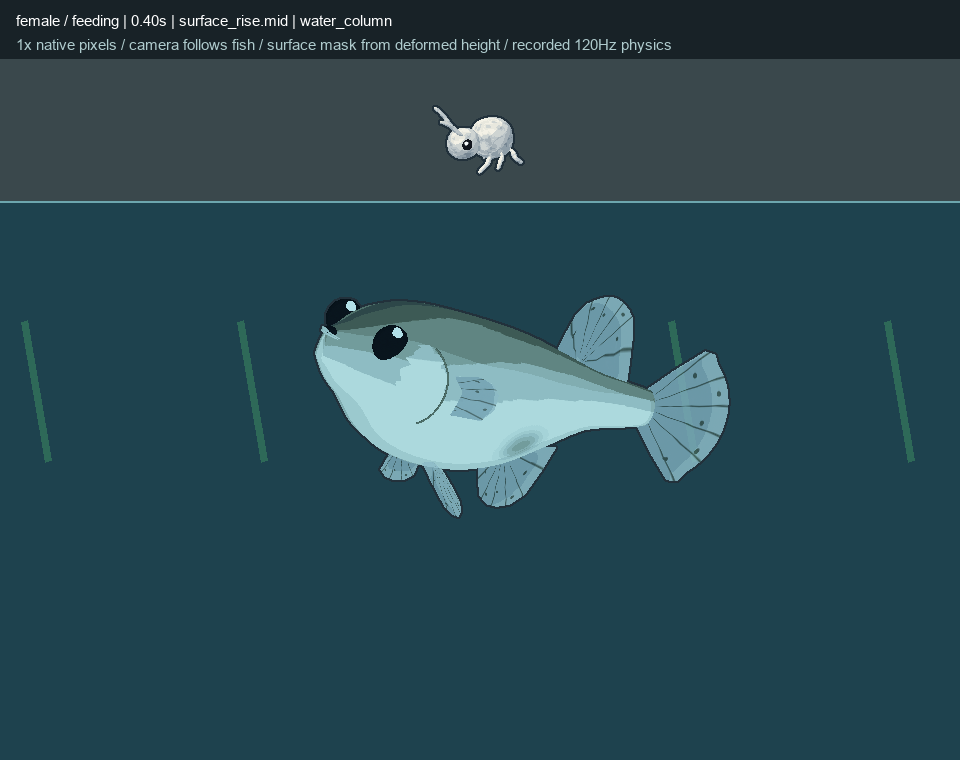 female / feeding | 0.40s | surface_rise.mid | water_column
1x native pixels / camera follows fish / surface mask from deformed height / recorded 120Hz physics